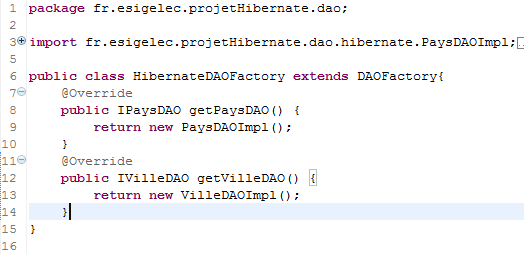 1 package fr.esigelec.projetHibernate.dao;
2
3 import fr.esigelec.projetHibernate.dao.hibernate.PaysDAOImpl;
5
6 public class HibernateDAOFactory extends DAOFactory{
7 @Override
8 public IPaysDAO getPaysDAO() {
9 return new PaysDAOImpl();
10 }
11 @Override
12 public IVilleDAO getVilleDAO() {
13 return new VilleDAOImpl();
14 }
15 }
16